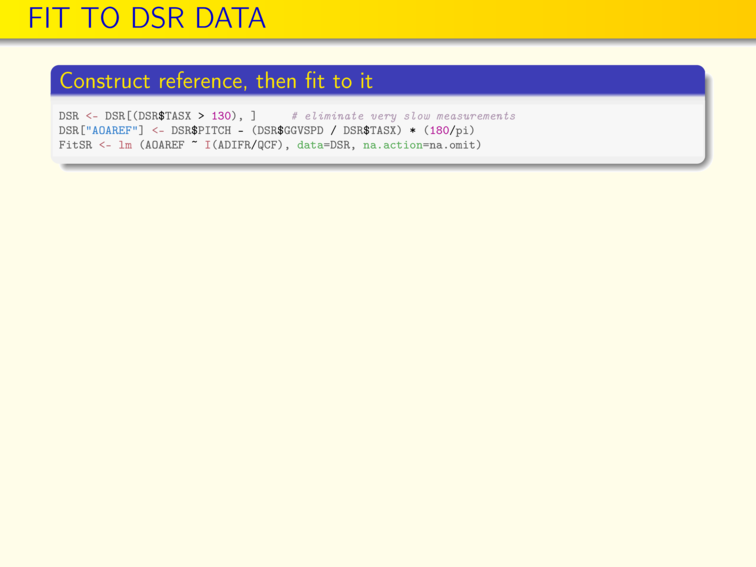 FIT TO DSR DATA
Construct reference, then fit to it
DSR <- DSR[(DSR$TASX > 130), ] # eliminate very slow measurements
DSR["AOAREF"] <- DSR$PITCH - (DSR$GGVSPD / DSR$TASX) * (180/pi)
FitSR <- lm (AOAREF ~ I(ADIFR/QCF), data=DSR, na.action=na.omit)